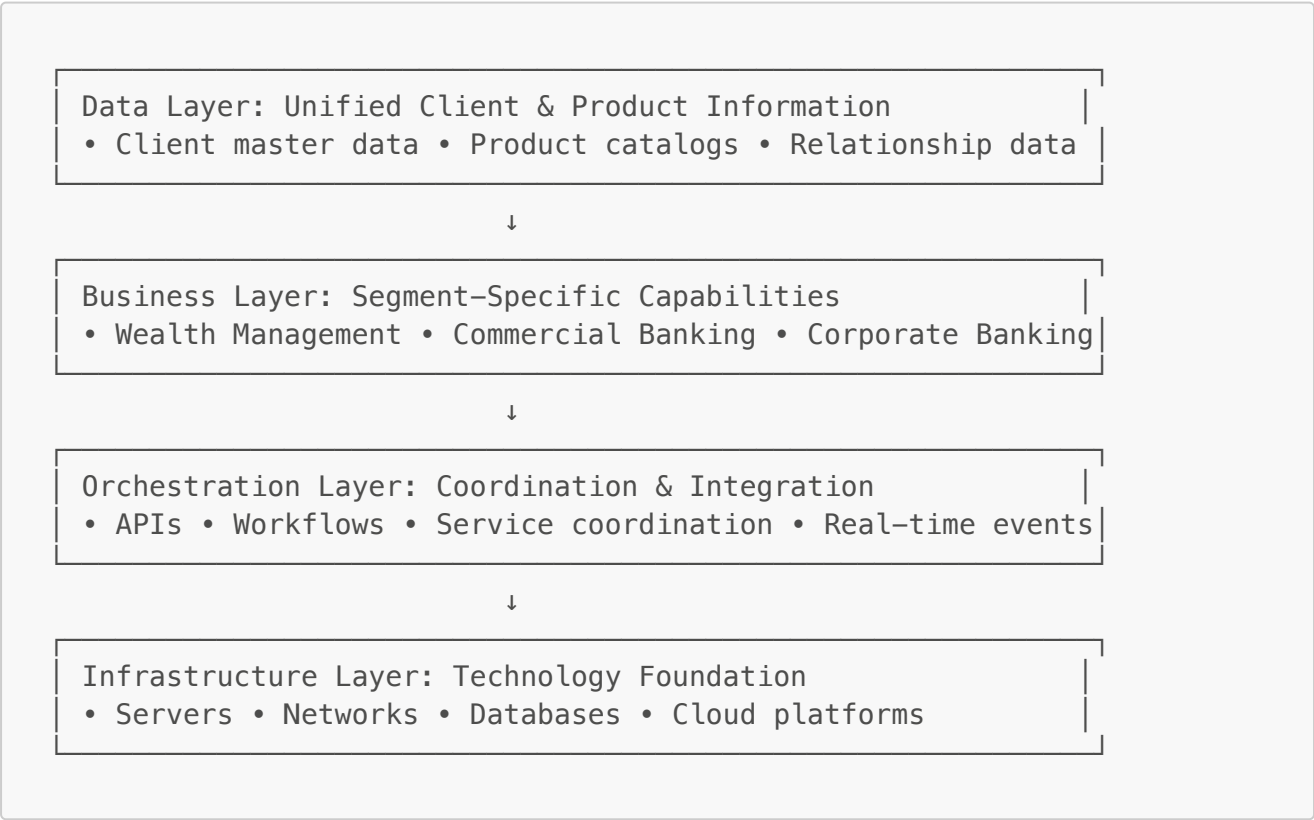 Data Layer: Unified Client & Product Information
• Client master data • Product catalogs • Relationship data
↓
Business Layer: Segment-Specific Capabilities
• Wealth Management • Commercial Banking • Corporate Banking
↓
Orchestration Layer: Coordination & Integration
• APIs • Workflows • Service coordination • Real-time events
↓
Infrastructure Layer: Technology Foundation
• Servers • Networks • Databases • Cloud platforms